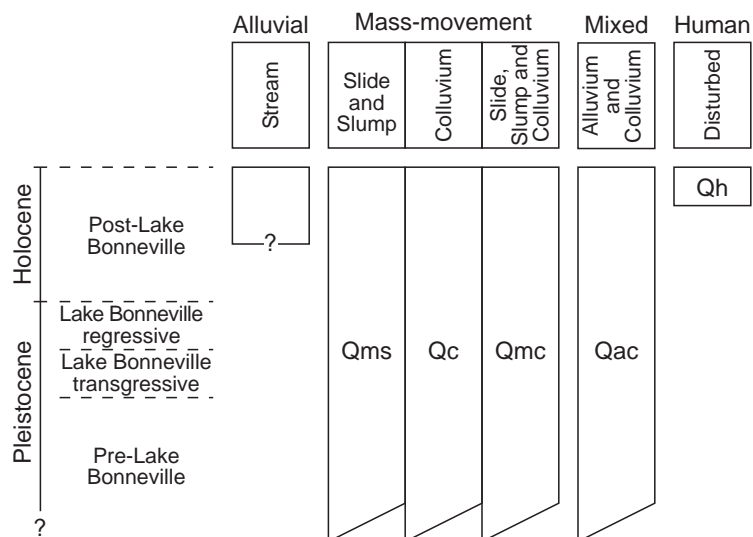 Alluvial
Mass-movement
Mixed
Human
Stream
Slide
and
Slump
Colluvium
Slide,
Slump and
Colluvium
Alluvium
and
Colluvium
Disturbed
Holocene
Post-Lake
Bonneville
?
Qh
Pleistocene
Lake Bonneville
regressive
Lake Bonneville
transgressive
Pre-Lake
Bonneville
?
Qms
Qc
Qmc
Qac